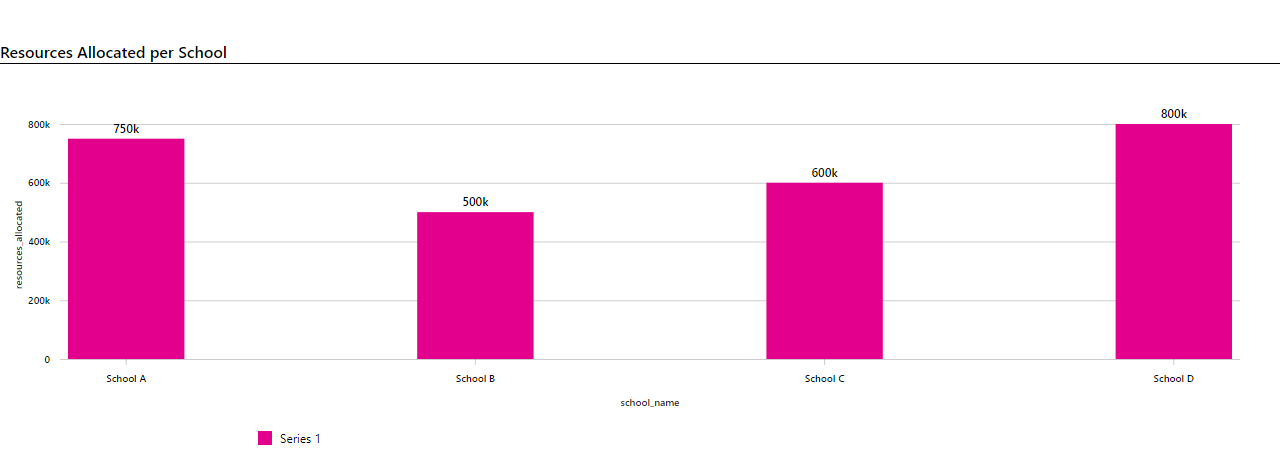 Resources Allocated per School
800k
600k
400k
200k
0
resources_allocated
750k
500k
600k
800k
School A
School B
School C
School D
school_name
Series 1